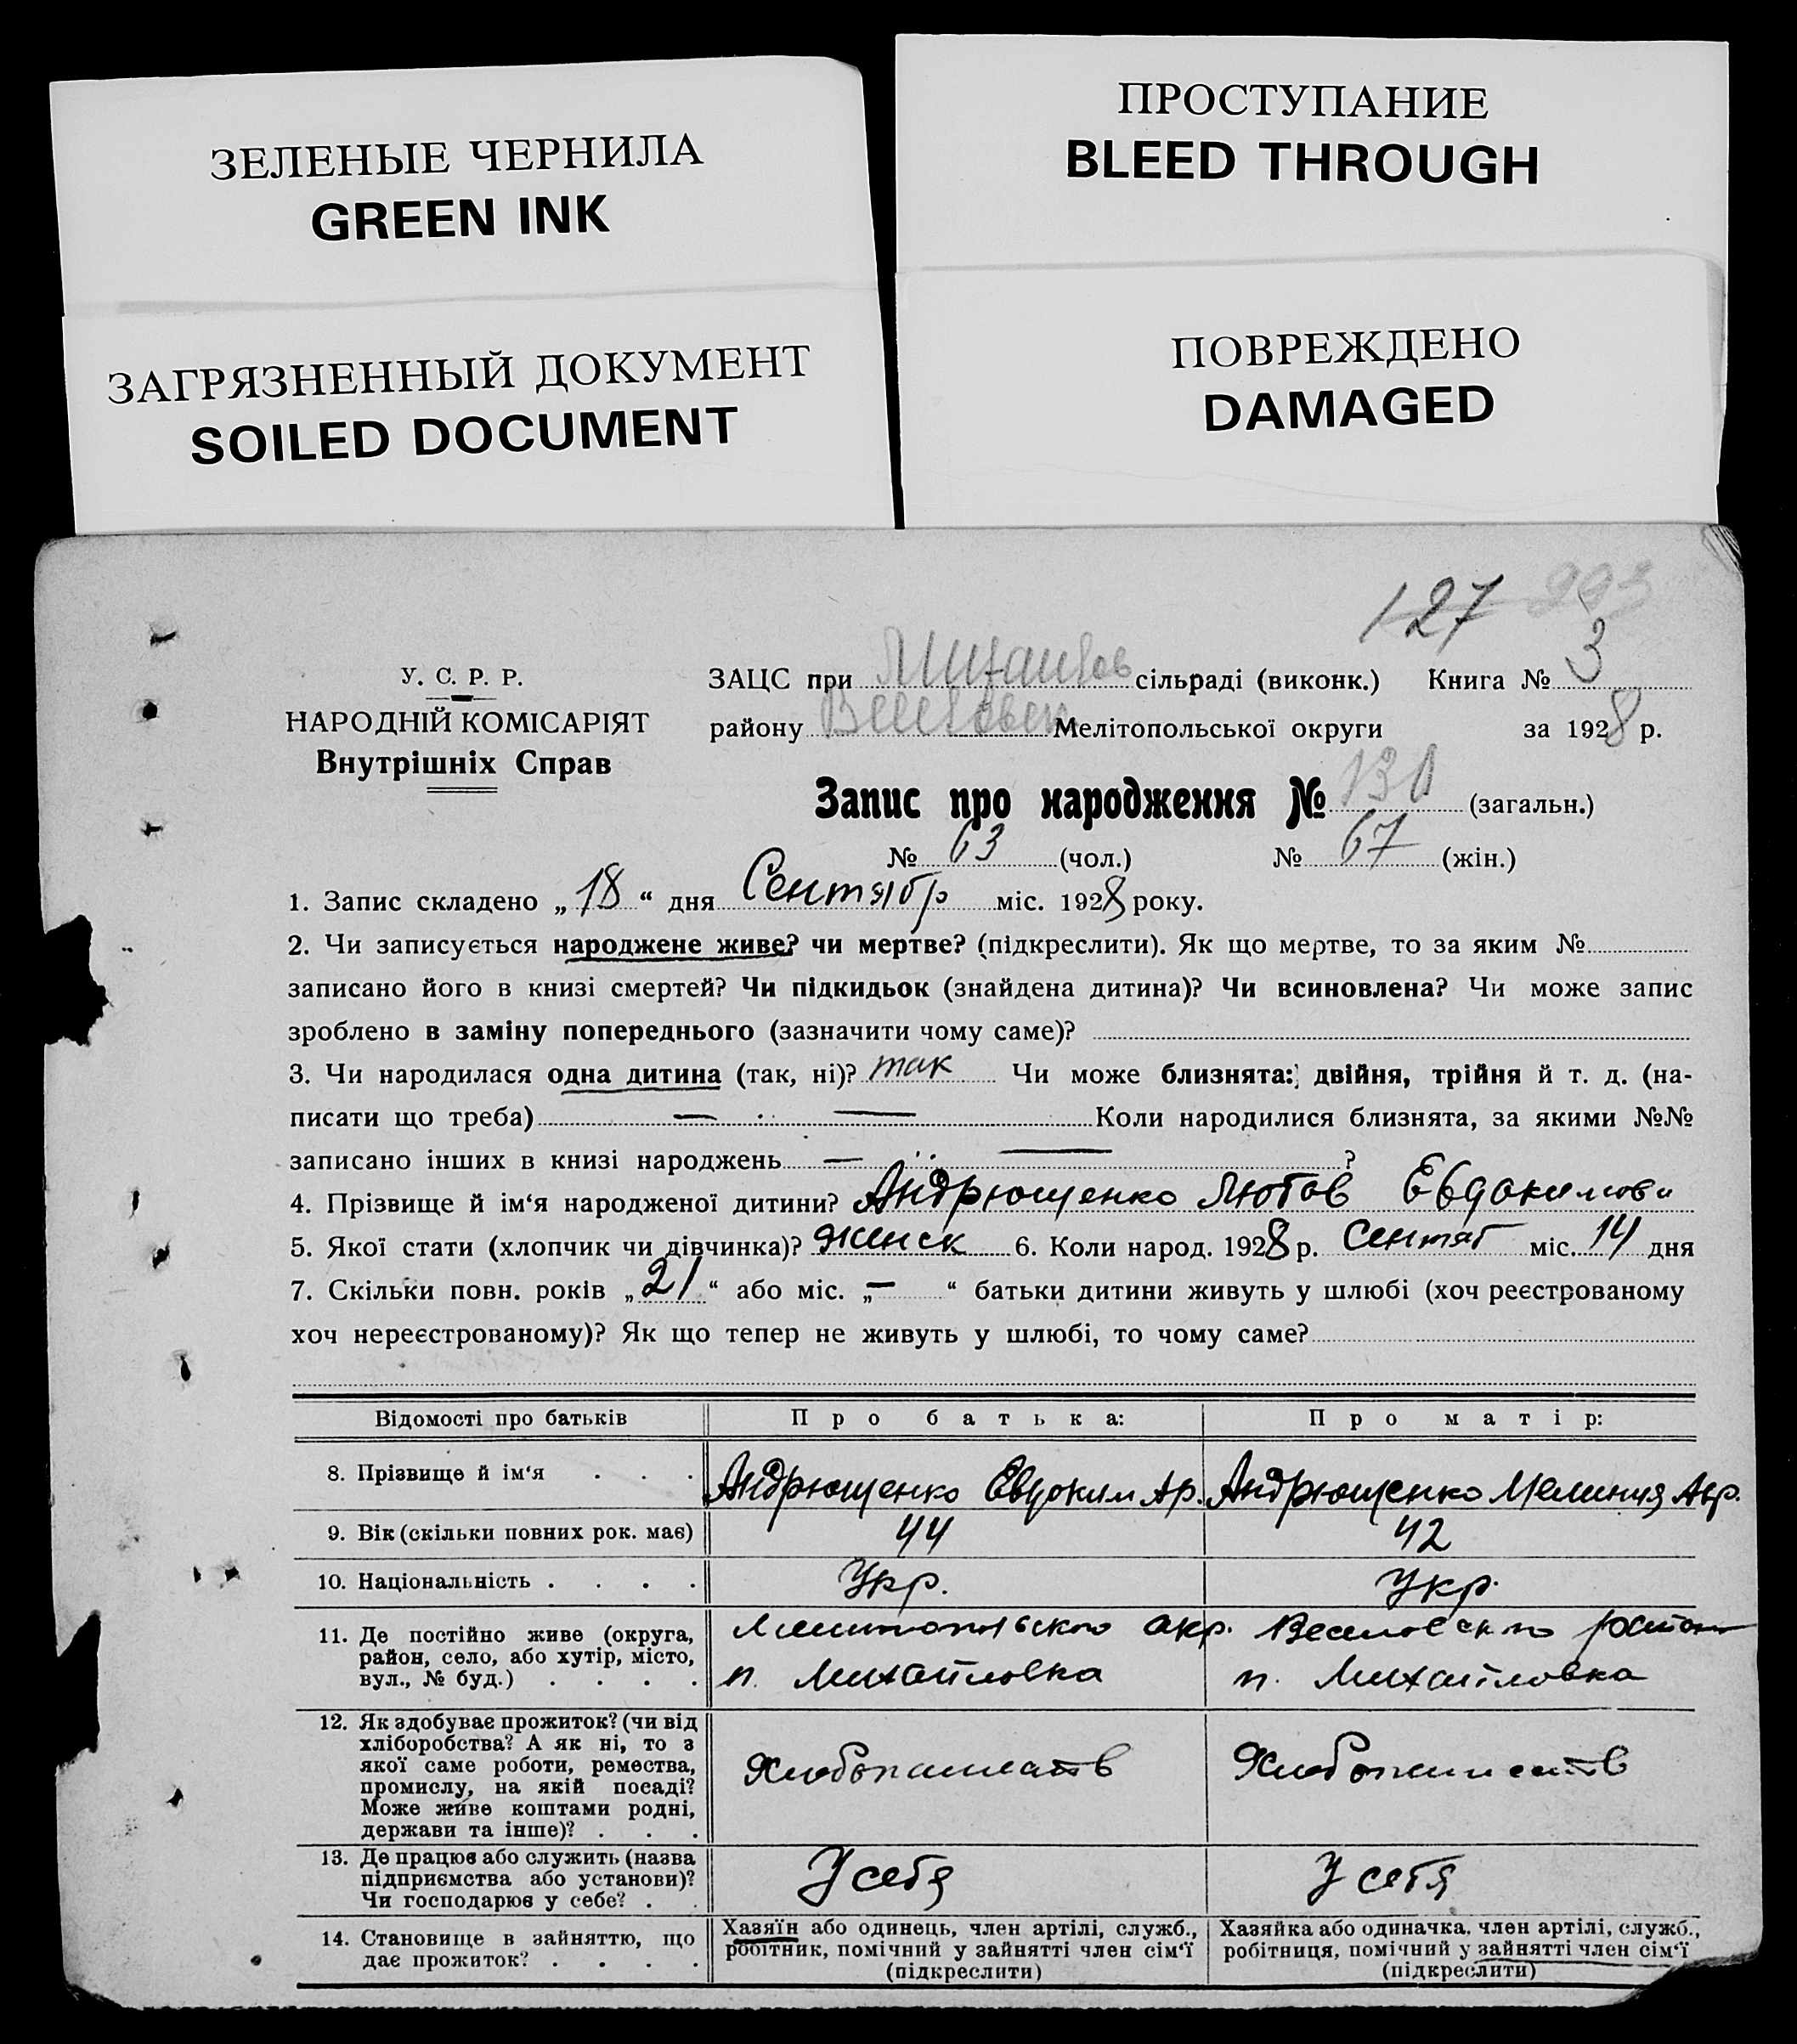 ЗЕЛЕНЫЕ ЧЕРНИЛА
GREEN INK
ПРОСТУПАНИЕ
BLEED THROUGH
ЗАГРЯЗНЕННЫЙ ДОКУМЕНТ
SOILED DOCUMENT
ПОВРЕЖДЕНО
DAMAGED
127
У. С. Р. Р.
НАРОДНІЙ КОМІСАРІЯТ
Внутрішніх Справ
ЗАЦС при сільраді (виконк.) Книга № 3
району Мелітопольської округи за 1928 р.
Запис про народження № 130 (загальн.)
№ 63 (чол.) № 67 (жін.)
1. Запис складено „ 18 “ дня Сентябр міс. 1928 року.
2. Чи записується народжене живе? чи мертве? (підкреслити). Як що мертве, то за яким №
записано його в книзі смертей? Чи підкидьок (знайдена дитина)? Чи всиновлена? Чи може запис
зроблено в заміну попереднього (зазначити чому саме)?
3. Чи народилася одна дитина (так, ні)? так Чи може близнята: двійня, трійня й т. д. (на-
писати що треба) — — Коли народилися близнята, за якими №№
записано інших в книзі народжень — — ?
4. Прізвище й ім‘я народженої дитини? Андрющенко Любов Евдокимов
5. Якої стати (хлопчик чи дівчинка)? женск 6. Коли народ. 1928 р. Сентяб міс. 14 дня
7. Скільки повн. років „ 21 “ або міс. „ — “ батьки дитини живуть у шлюбі (хоч реєстрованому
хоч нереєстрованому)? Як що тепер не живуть у шлюбі, то чому саме?
Відомості про батьків
Про батька:
Про матір:
8. Прізвище й ім‘я . . .
Андрющенко Евдоким Ар.
Андрющенко Мелиния Авр.
9. Вік (скільки повних рок. має)
44
42
10. Національність . . . .
Укр.
Укр.
11. Де постійно живе (округа,
район, село, або хутір, місто,
вул., № буд.) . . . .
окр. Веселовского район
п. Михайловка
п. Михайловка
12. Як здобуває прожиток? (чи від
хліборобства? А як ні, то з
якої саме роботи, ремества,
промислу, на якій посаді?
Може живе коштами родні,
держави та інше)? . . .
Хлебопашеств
Хлебопашеств
13. Де працює або служить (назва
підприємства або установи)?
Чи господарює у себе? . .
У себя
У себя
14. Становище в зайняттю, що
дає прожиток? . . . .
Хазяїн або одинець, член артілі, служб.,
робітник, помічний у зайнятті член сім‘ї
(підкреслити)
Хазяйка або одиначка, член артілі, служб.,
робітниця, помічний у зайнятті член сім‘ї
(підкреслити)